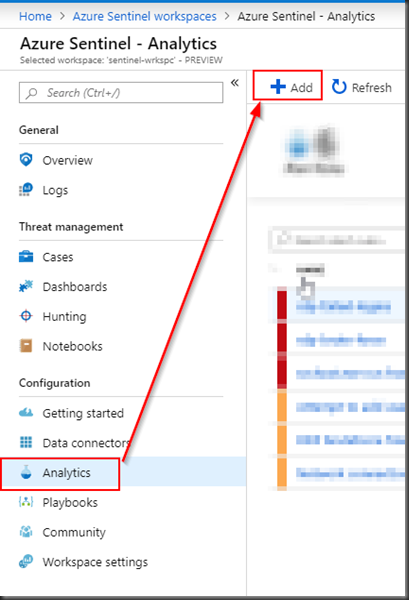 Home > Azure Sentinel workspaces > Azure Sentinel - Analytics
Azure Sentinel - Analytics
Selected workspace: 'sentinel-wrkspc' - PREVIEW
Search (Ctrl+/)
«
Add
Refresh
General
Overview
Logs
Threat management
Cases
Dashboards
Hunting
Notebooks
Configuration
Getting started
Data connectors
Analytics
Playbooks
Community
Workspace settings